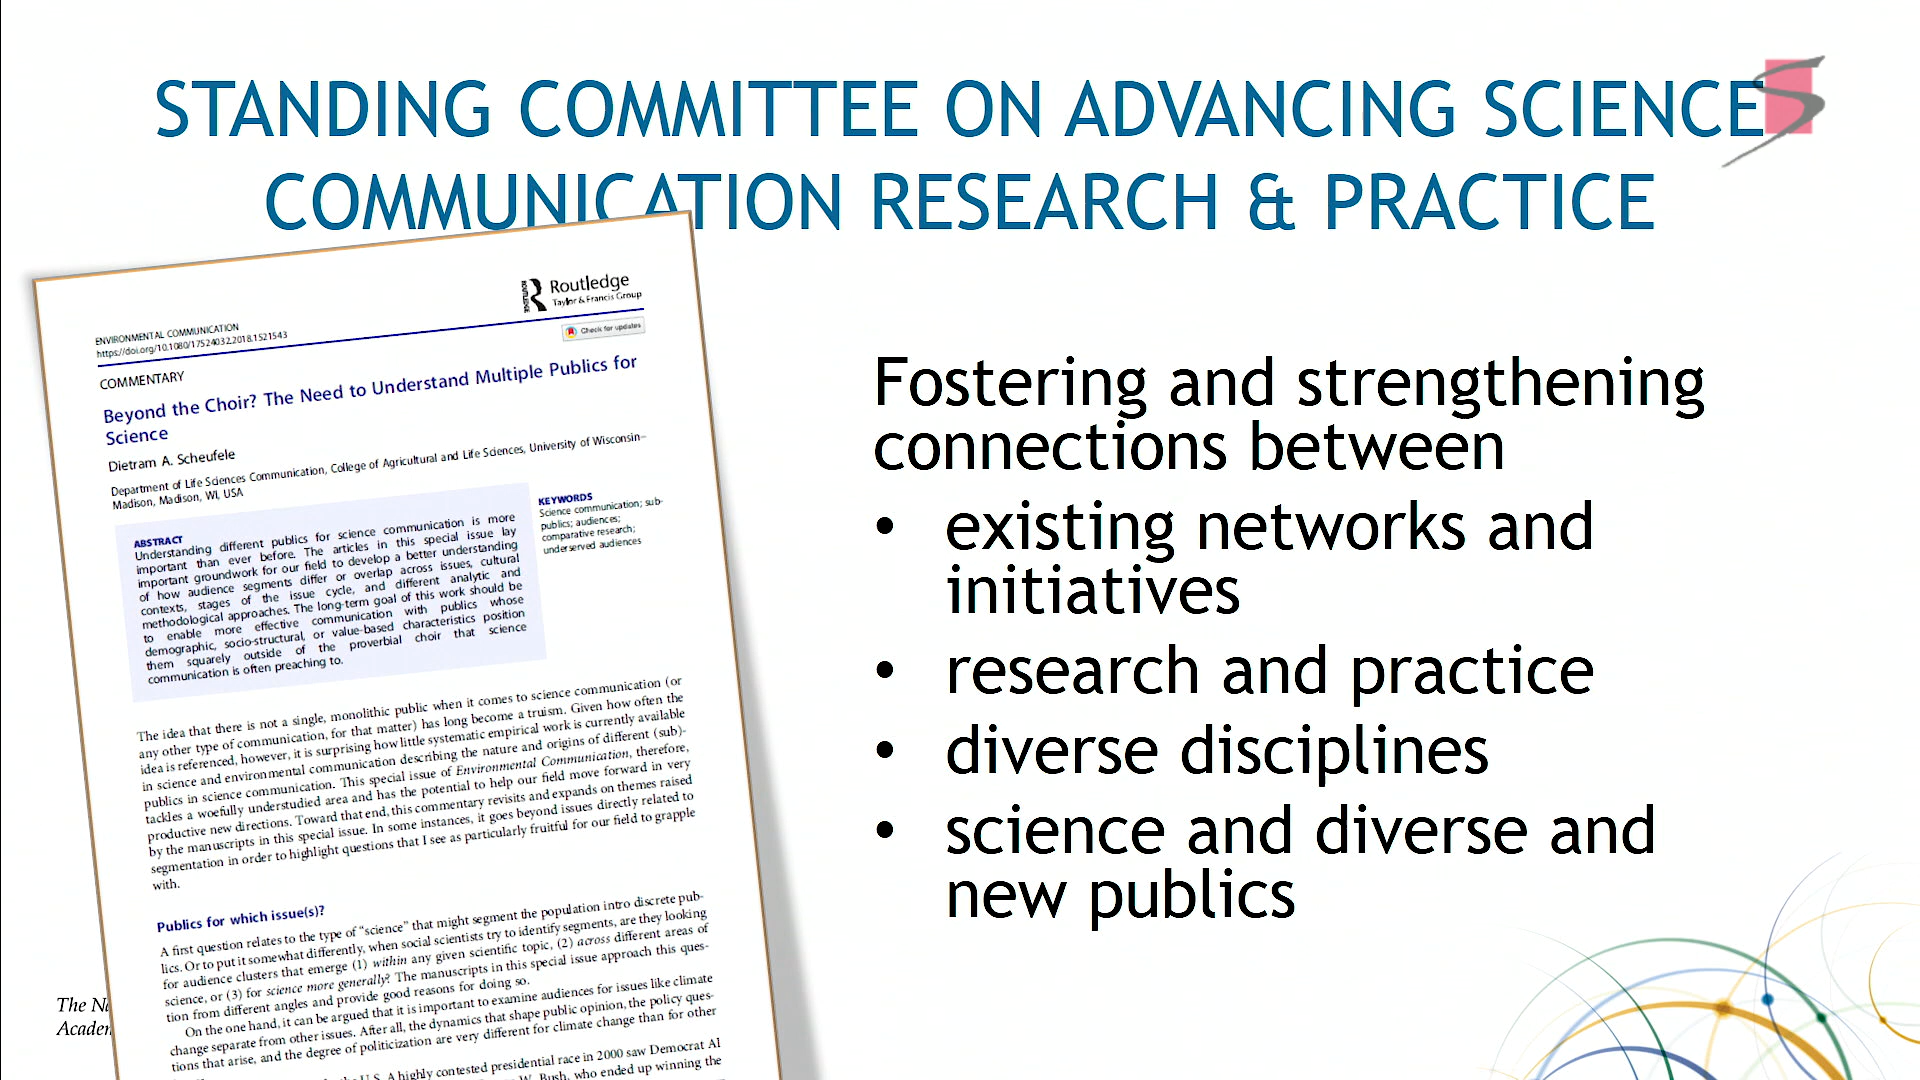 STANDING COMMITTEE ON ADVANCING SCIENCE
COMMUNICATION RESEARCH & PRACTICE
Routledge
Taylor & Francis Group
ROUTLEDGE
ENVIRONMENTAL COMMUNICATION
https://doi.org/10.1080/17524032.2018.1521543
Check for updates
COMMENTARY
Beyond the Choir? The Need to Understand Multiple Publics for
Science
Dietram A. Scheufele
Department of Life Sciences Communication, College of Agricultural and Life Sciences, University of Wisconsin–
Madison, Madison, WI, USA
ABSTRACT
Understanding different publics for science communication is more
important than ever before. The articles in this special issue lay
important groundwork for our field to develop a better understanding
of how audience segments differ or overlap across issues, cultural
contexts, stages of the issue cycle, and different analytic and
methodological approaches. The long-term goal of this work should be
to enable more effective communication with publics whose
demographic, socio-structural, or value-based characteristics position
them squarely outside of the proverbial choir that science
communication is often preaching to.
KEYWORDS
Science communication; sub-
publics; audiences;
comparative research;
underserved audiences
The idea that there is not a single, monolithic public when it comes to science communication (or
any other type of communication, for that matter) has long become a truism. Given how often the
idea is referenced, however, it is surprising how little systematic empirical work is currently available
in science and environmental communication describing the nature and origins of different (sub)-
publics in science communication. This special issue of Environmental Communication, therefore,
tackles a woefully understudied area and has the potential to help our field move forward in very
productive new directions. Toward that end, this commentary revisits and expands on themes raised
by the manuscripts in this special issue. In some instances, it goes beyond issues directly related to
segmentation in order to highlight questions that I see as particularly fruitful for our field to grapple
with.
Publics for which issue(s)?
A first question relates to the type of “science” that might segment the population intro discrete pub-
lics. Or to put it somewhat differently, when social scientists try to identify segments, are they looking
for audience clusters that emerge (1) within any given scientific topic, (2) across different areas of
science, or (3) for science more generally? The manuscripts in this special issue approach this ques-
tion from different angles and provide good reasons for doing so.
On the one hand, it can be argued that it is important to examine audiences for issues like climate
change separate from other issues. After all, the dynamics that shape public opinion, the policy ques-
tions that arise, and the degree of politicization are very different for climate change than for other
the U.S. A highly contested presidential race in 2000 saw Democrat Al
W. Bush, who ended up winning the
Fostering and strengthening
connections between
• existing networks and
initiatives
• research and practice
• diverse disciplines
• science and diverse and
new publics
The Na
Academ